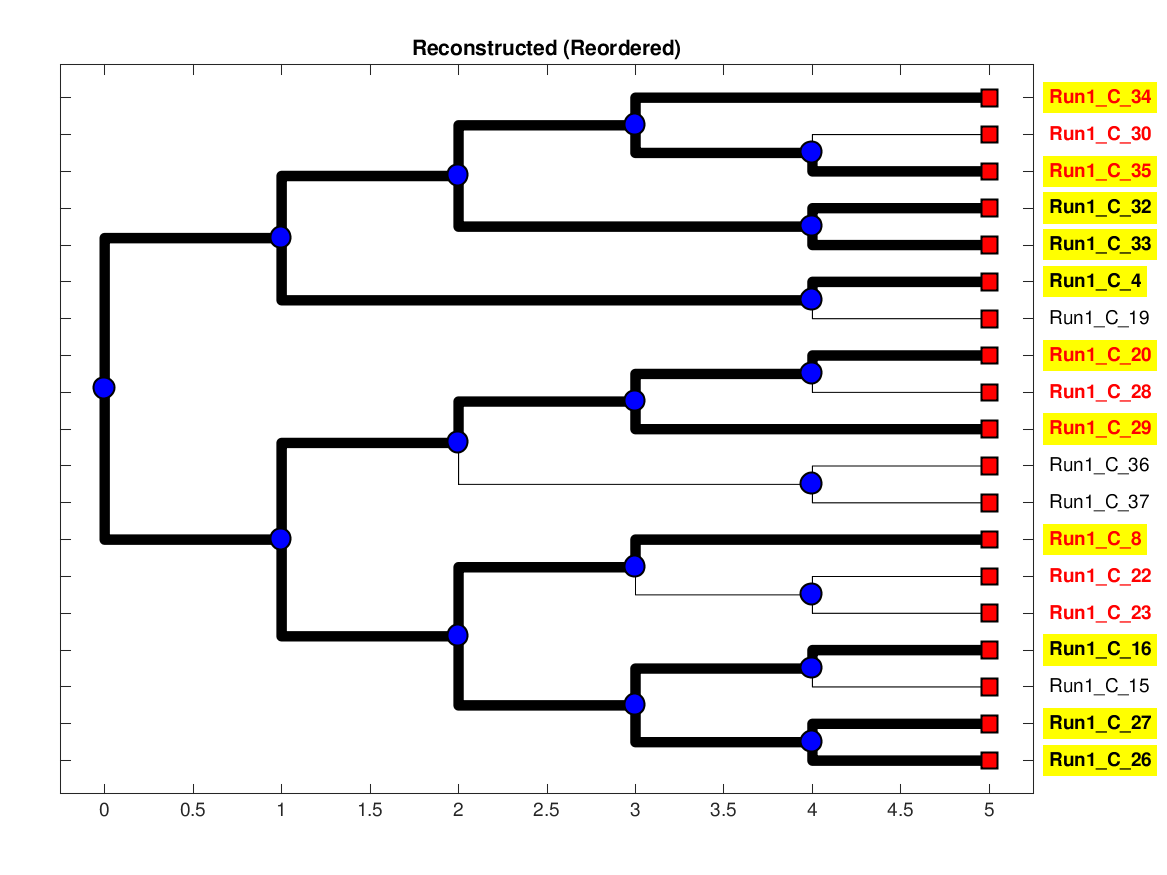 Reconstructed (Reordered)
Run1_C_34
Run1_C_30
Run1_C_35
Run1_C_32
Run1_C_33
Run1_C_4
Run1_C_19
Run1_C_20
Run1_C_28
Run1_C_29
Run1_C_36
Run1_C_37
Run1_C_8
Run1_C_22
Run1_C_23
Run1_C_16
Run1_C_15
Run1_C_27
Run1_C_26
0 0.5 1 1.5 2 2.5 3 3.5 4 4.5 5